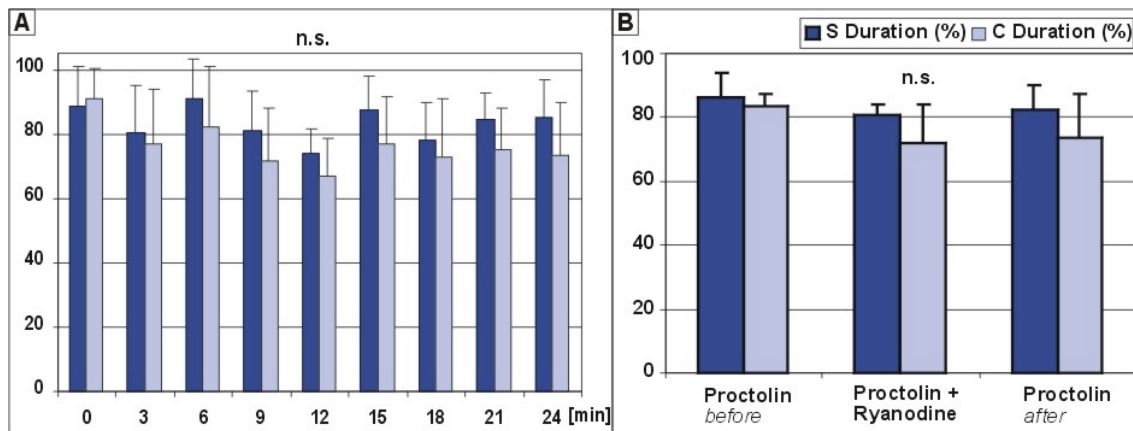 A
n.s.
100
80
60
40
20
0
0 3 6 9 12 15 18 21 24 [min]
B
S Duration (%) C Duration (%)
n.s.
100
80
60
40
20
0
Proctolin before
Proctolin + Ryanodine
Proctolin after